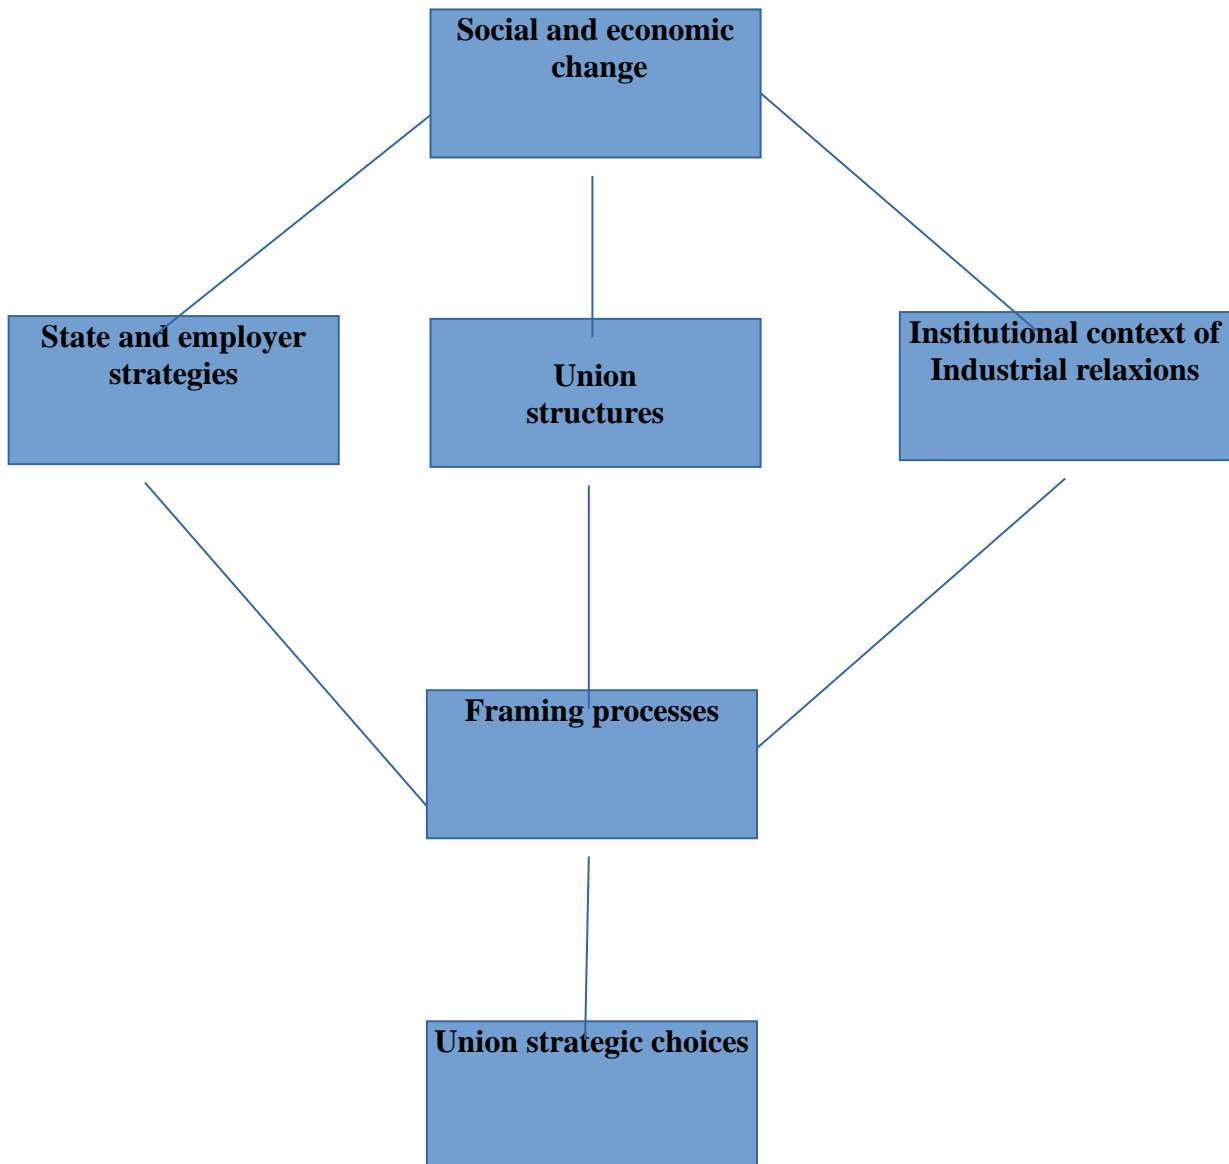 Social and economic
change
State and employer
strategies
Union
structures
Institutional context of
Industrial relaxions
Framing processes
Union strategic choices